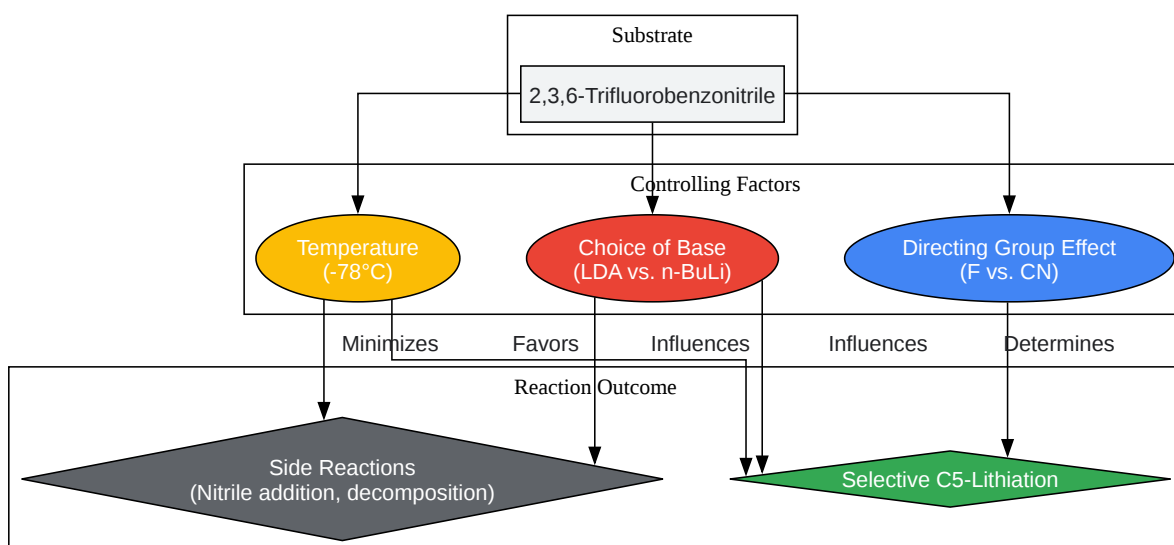 Substrate
2,3,6-Trifluorobenzonitrile
Controlling Factors
Temperature
(-78°C)
Choice of Base
(LDA vs. n-BuLi)
Directing Group Effect
(F vs. CN)
Minimizes
Favors
Influences
Influences
Determines
Reaction Outcome
Side Reactions
(Nitrile addition, decomposition)
Selective C5-Lithiation